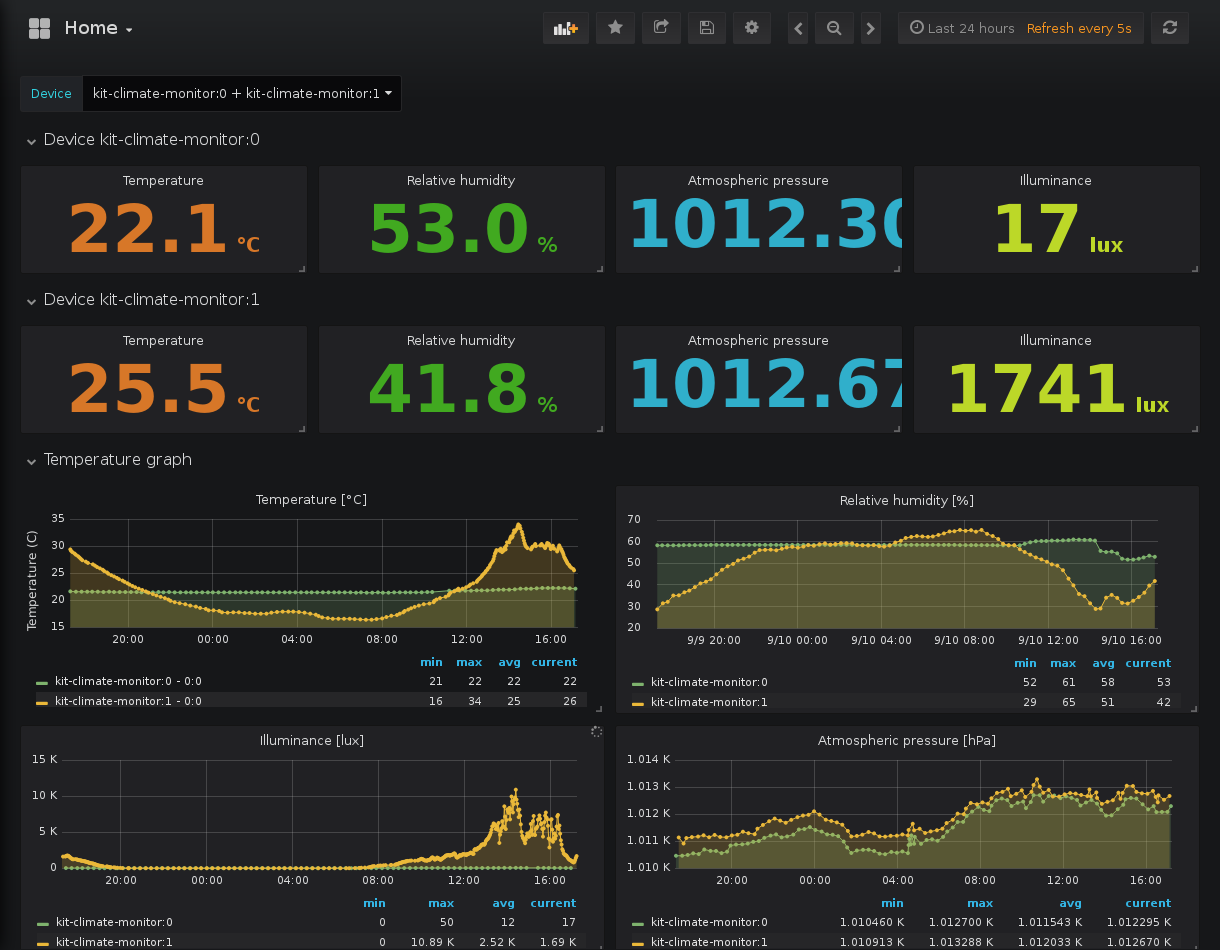 Home
Last 24 hours Refresh every 5s
Device kit-climate-monitor:0 + kit-climate-monitor:1
Device kit-climate-monitor:0
Temperature Relative humidity Atmospheric pressure Illuminance
22.1 °C 53.0 % 1012.30 17 lux
Device kit-climate-monitor:1
Temperature Relative humidity Atmospheric pressure Illuminance
25.5 °C 41.8 % 1012.67 1741 lux
Temperature graph
Temperature [°C]
Temperature (C)
35
30
25
20
15
20:00 00:00 04:00 08:00 12:00 16:00
min max avg current
kit-climate-monitor:0 - 0:0 21 22 22 22
kit-climate-monitor:1 - 0:0 16 34 25 26
Relative humidity [%]
70
60
50
40
30
20
9/9 20:00 9/10 00:00 9/10 04:00 9/10 08:00 9/10 12:00 9/10 16:00
min max avg current
kit-climate-monitor:0 52 61 58 53
kit-climate-monitor:1 29 65 51 42
Illuminance [lux]
15 K
10 K
5 K
0
20:00 00:00 04:00 08:00 12:00 16:00
min max avg current
kit-climate-monitor:0 0 50 12 17
kit-climate-monitor:1 0 10.89 K 2.52 K 1.69 K
Atmospheric pressure [hPa]
1.014 K
1.013 K
1.012 K
1.011 K
1.010 K
20:00 00:00 04:00 08:00 12:00 16:00
min max avg current
kit-climate-monitor:0 1.010460 K 1.012700 K 1.011543 K 1.012295 K
kit-climate-monitor:1 1.010913 K 1.013288 K 1.012033 K 1.012670 K